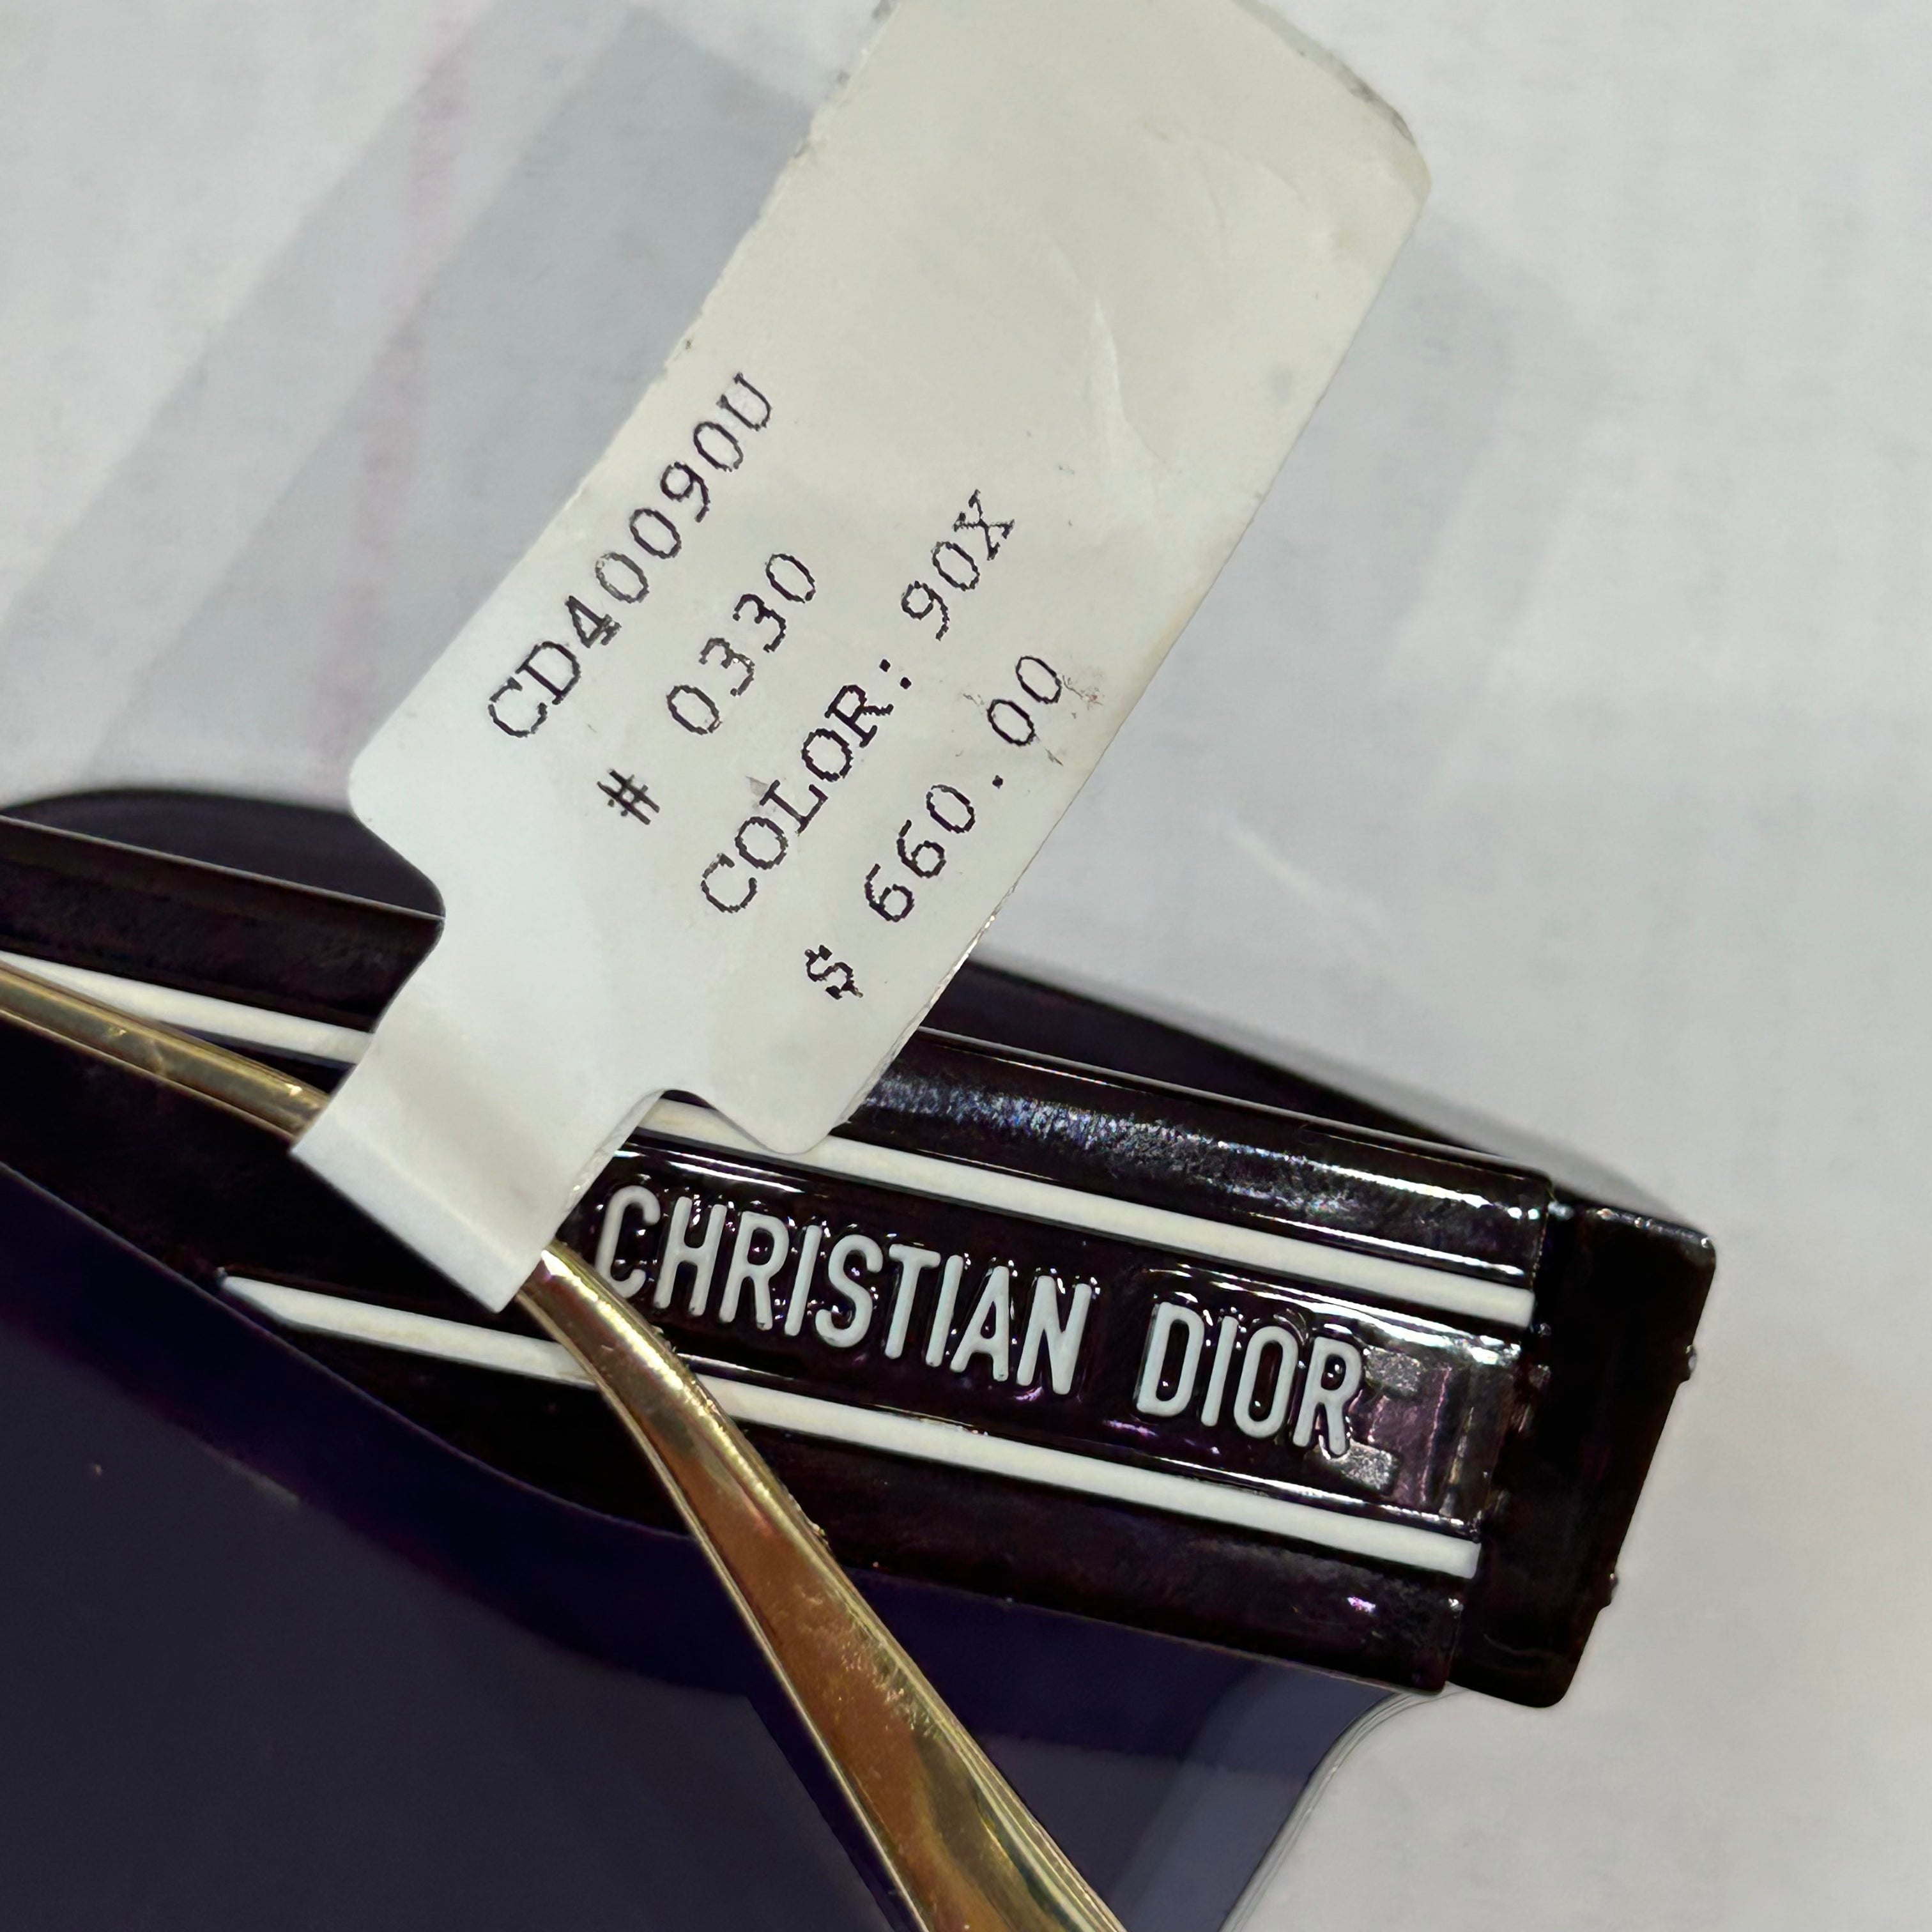 CD40090U
# 0330
COLOR: 90X
$ 660.00
CHRISTIAN DIOR